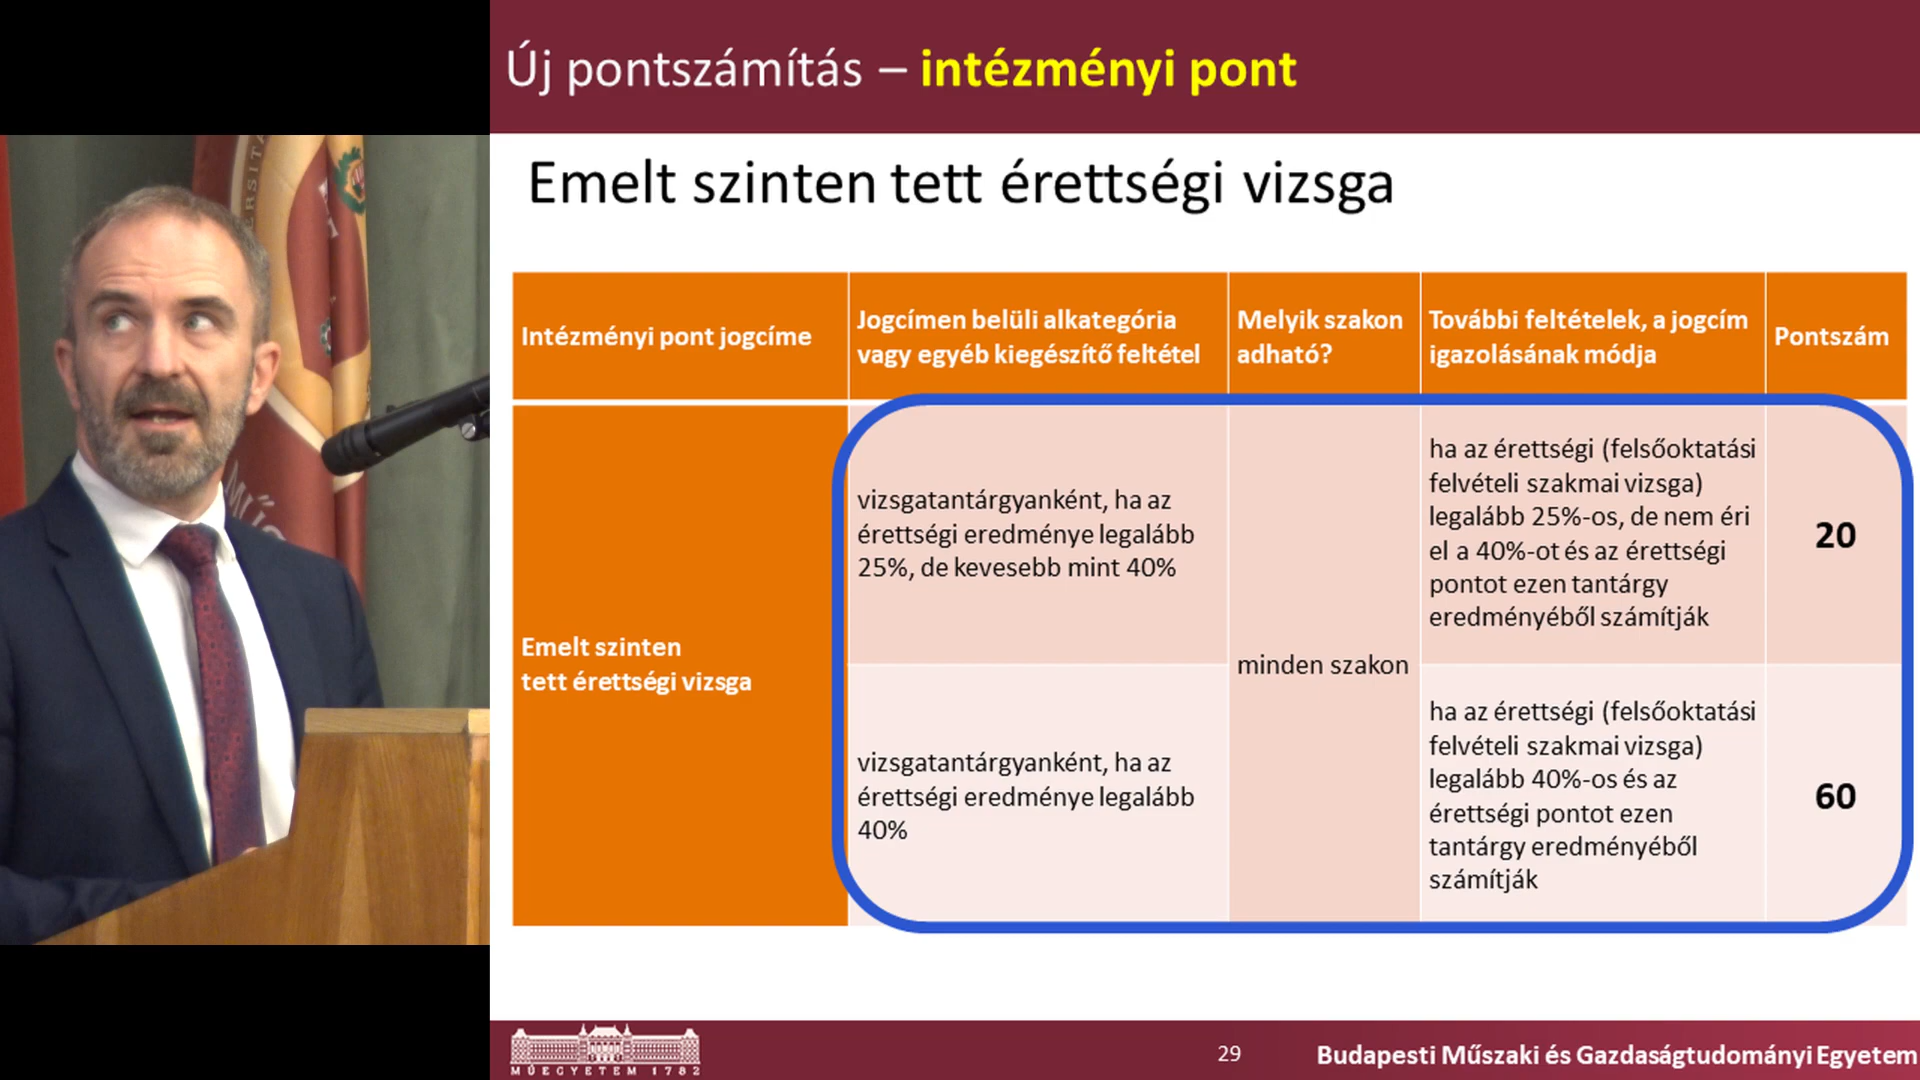 Új pontszámítás – intézményi pont
Emelt szinten tett érettségi vizsga
Intézményi pont jogcíme
Jogcímen belüli alkategória
vagy egyéb kiegészítő feltétel
Melyik szakon
adható?
További feltételek, a jogcím
igazolásának módja
Pontszám
Emelt szinten
tett érettségi vizsga
vizsgatantárgyanként, ha az
érettségi eredménye legalább
25%, de kevesebb mint 40%
minden szakon
ha az érettségi (felsőoktatási
felvételi szakmai vizsga)
legalább 25%-os, de nem éri
el a 40%-ot és az érettségi
pontot ezen tantárgy
eredményéből számítják
20
vizsgatantárgyanként, ha az
érettségi eredménye legalább
40%
ha az érettségi (felsőoktatási
felvételi szakmai vizsga)
legalább 40%-os és az
érettségi pontot ezen
tantárgy eredményéből
számítják
60
MŰEGYETEM 1782
29
Budapesti Műszaki és Gazdaságtudományi Egyetem